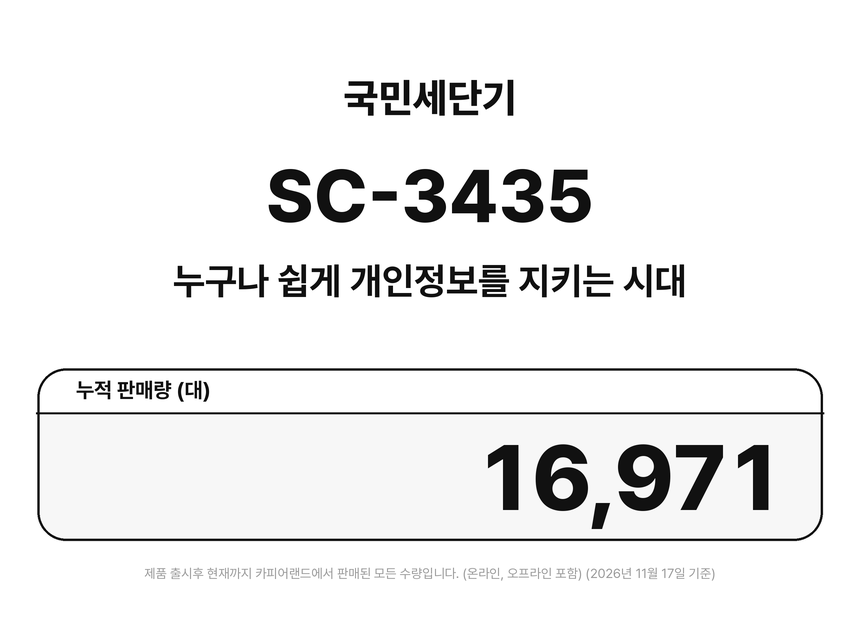 국민세단기
SC-3435
누구나 쉽게 개인정보를 지키는 시대
누적 판매량 (대)
16,971
제품 출시후 현재까지 카피어랜드에서 판매된 모든 수량입니다. (온라인, 오프라인 포함) (2026년 11월 17일 기준)